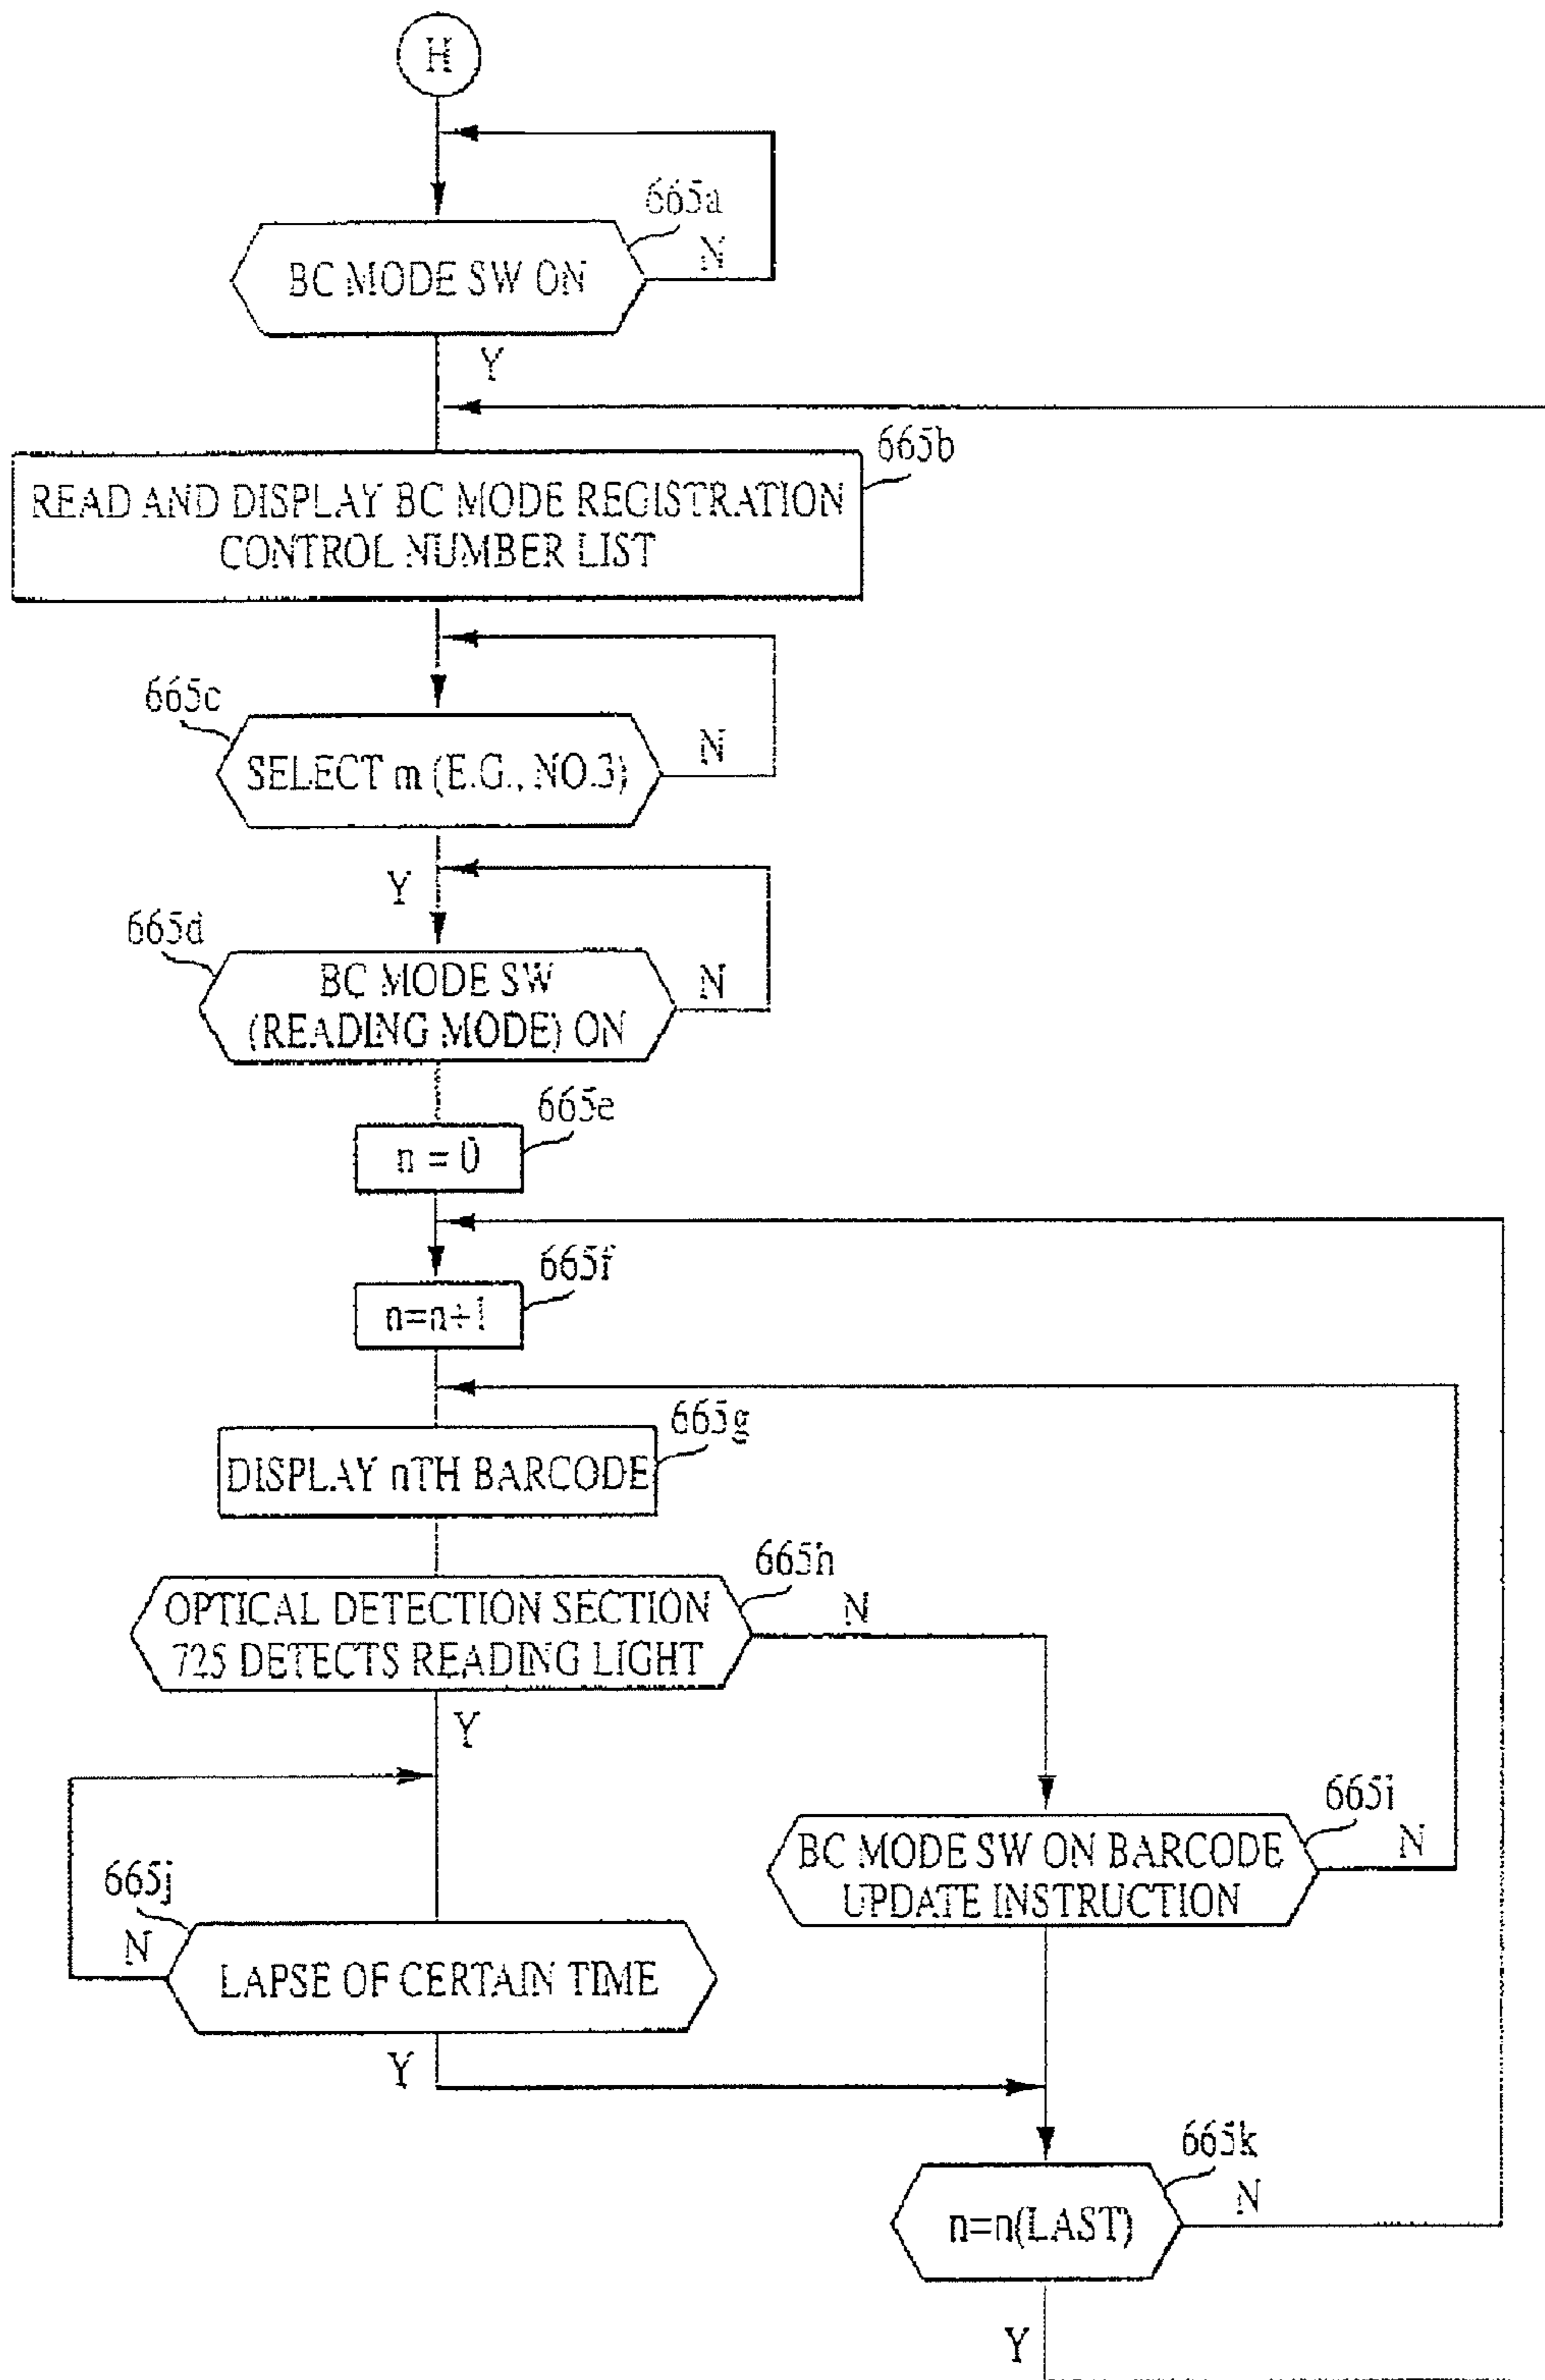 H
665a
N
BC MODE SW ON
Y
665b
READ AND DISPLAY BC MODE REGISTRATION
CONTROL NUMBER LIST
665c
N
SELECT m (E.G., NO.3)
Y
665d
N
BC MODE SW
(READING MODE) ON
665e
n = 0
665f
n=n+1
665g
DISPLAY nTH BARCODE
665h
N
OPTICAL DETECTION SECTION
725 DETECTS READING LIGHT
Y
665i
N
BC MODE SW ON BARCODE
UPDATE INSTRUCTION
665j
N
LAPSE OF CERTAIN TIME
Y
665k
N
n=n(LAST)
Y